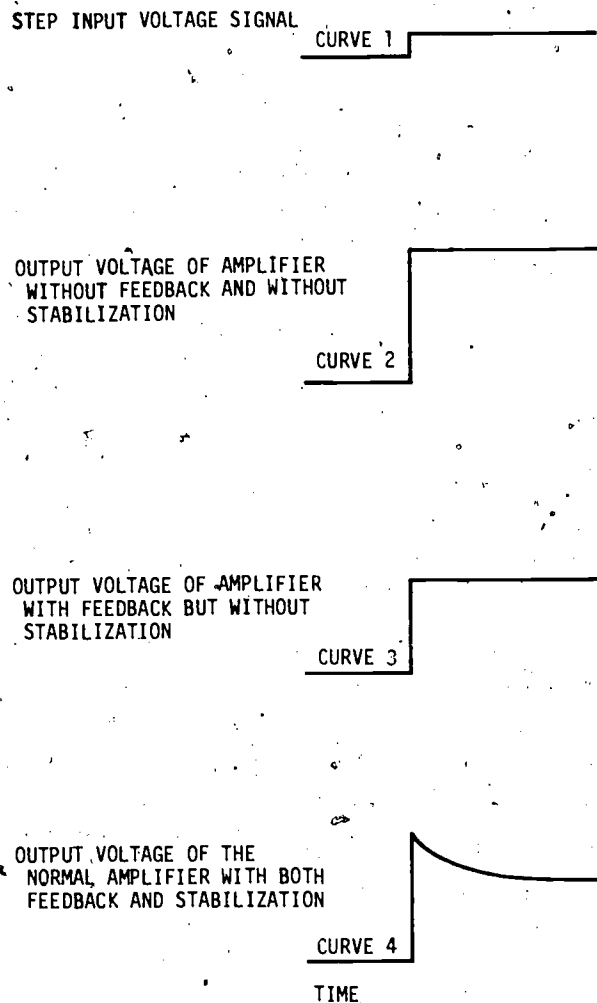 STEP INPUT VOLTAGE SIGNAL
CURVE 1
OUTPUT VOLTAGE OF AMPLIFIER
WITHOUT FEEDBACK AND WITHOUT
STABILIZATION
CURVE 2
OUTPUT VOLTAGE OF AMPLIFIER
WITH FEEDBACK BUT WITHOUT
STABILIZATION
CURVE 3
OUTPUT VOLTAGE OF THE
NORMAL AMPLIFIER WITH BOTH
FEEDBACK AND STABILIZATION
CURVE 4
TIME